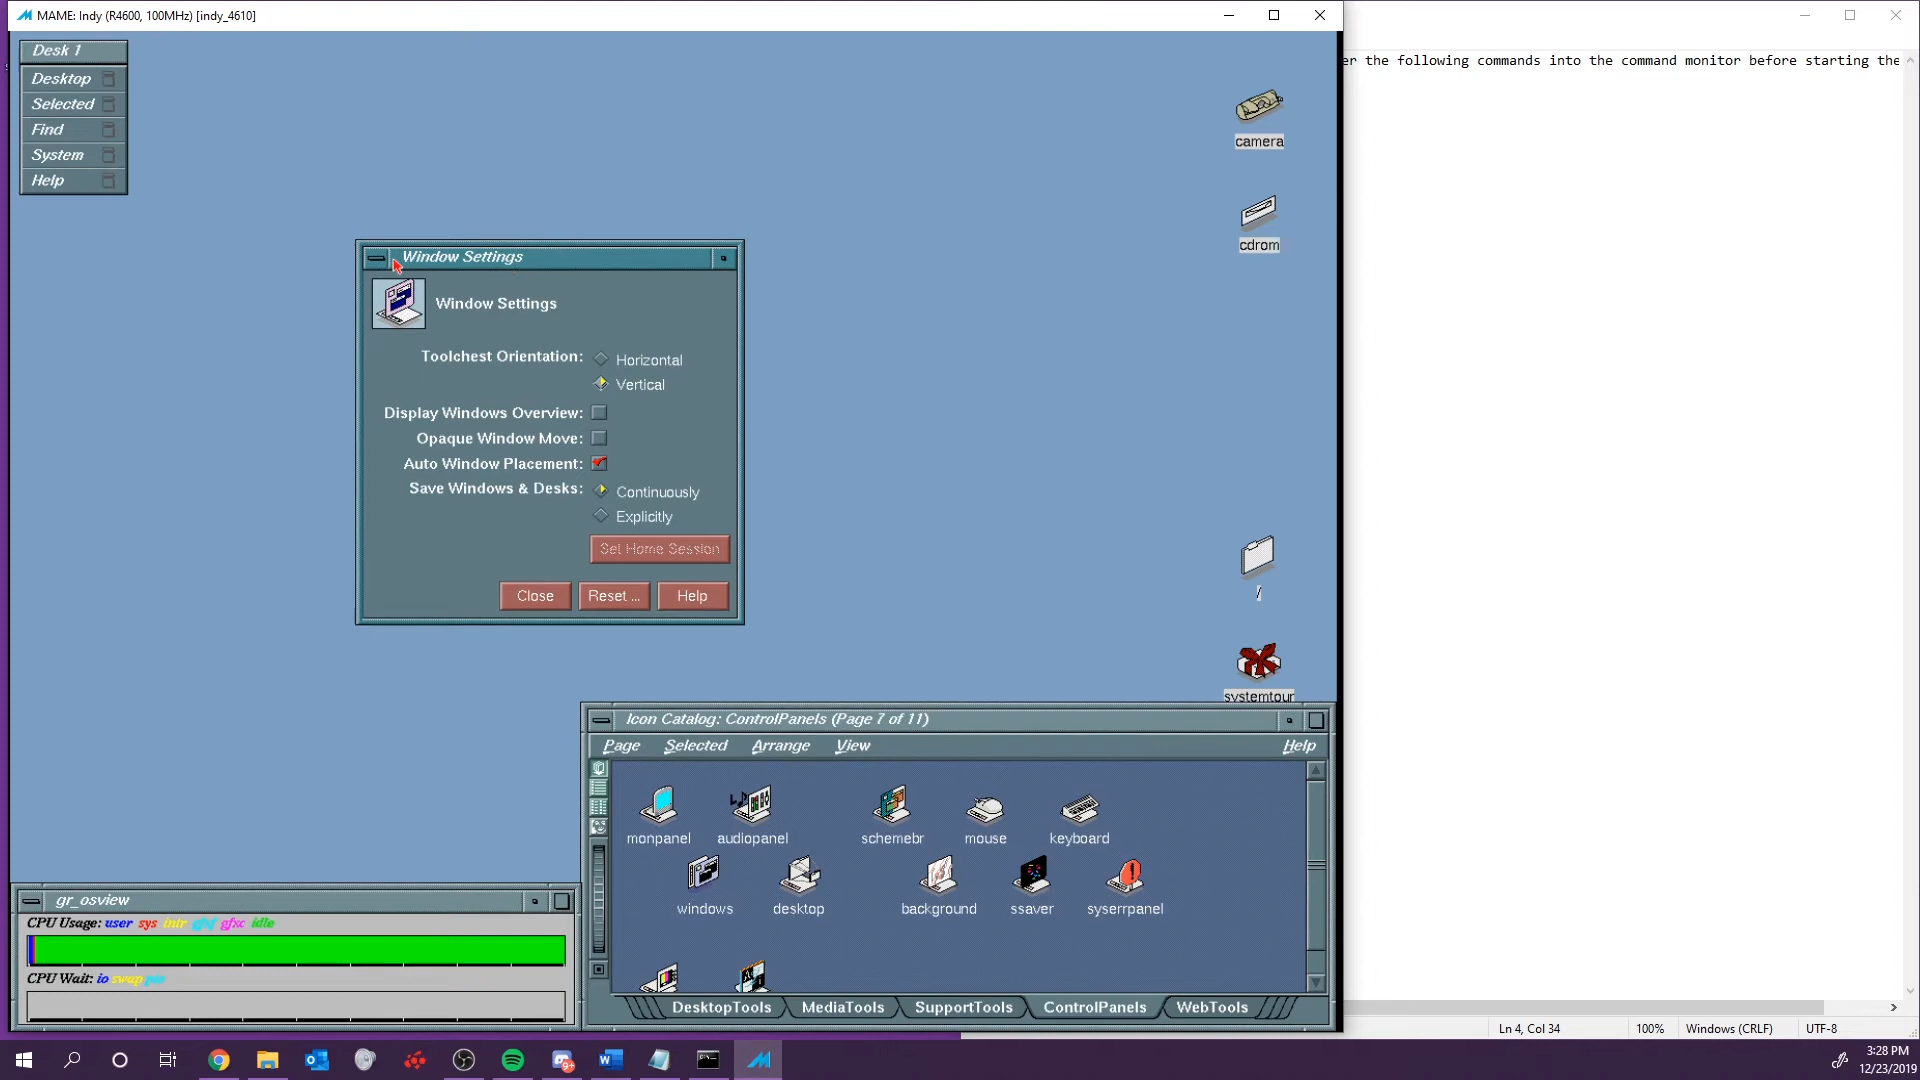 MAME: Indy (R4600, 100MHz) [indy_4610]
er the following commands into the command monitor before starting the
Desk 1
Desktop
Selected
Find
System
Help
camera
cdrom
/
systemtour
Window Settings
Window Settings
Toolchest Orientation:
Horizontal
Vertical
Display Windows Overview:
Opaque Window Move:
Auto Window Placement:
Save Windows & Desks:
Continuously
Explicitly
Set Home Session
Close Reset ... Help
Icon Catalog: ControlPanels (Page 7 of 11)
Page Selected Arrange View Help
monpanel audiopanel schemebr mouse keyboard
windows desktop background ssaver syserrpanel
DesktopTools MediaTools SupportTools ControlPanels WebTools
gr_osview
CPU Usage: user sys intr gfxf gfxc idle
CPU Wait: io swap pio
Ln 4, Col 34 100% Windows (CRLF) UTF-8
3:28 PM
12/23/2019